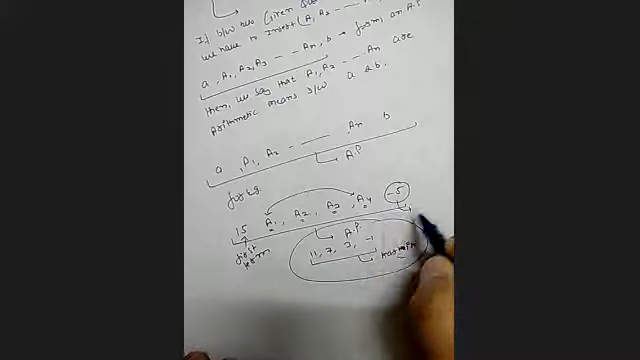 If b/w two Given
we have to insert (A₁ A₂ - - -
a, A₁, A₂, A₃ - - An, b → forms an A.P
then, we say that A₁, A₂ - - An are
Arithmetic means b/w a & b.
a , A₁, A₂ - - An b
→ A.P
for eg.
15 A₁, A₂ , A₃ , A₄ -5
first term
→ A.P.
11, 7, 3, -1